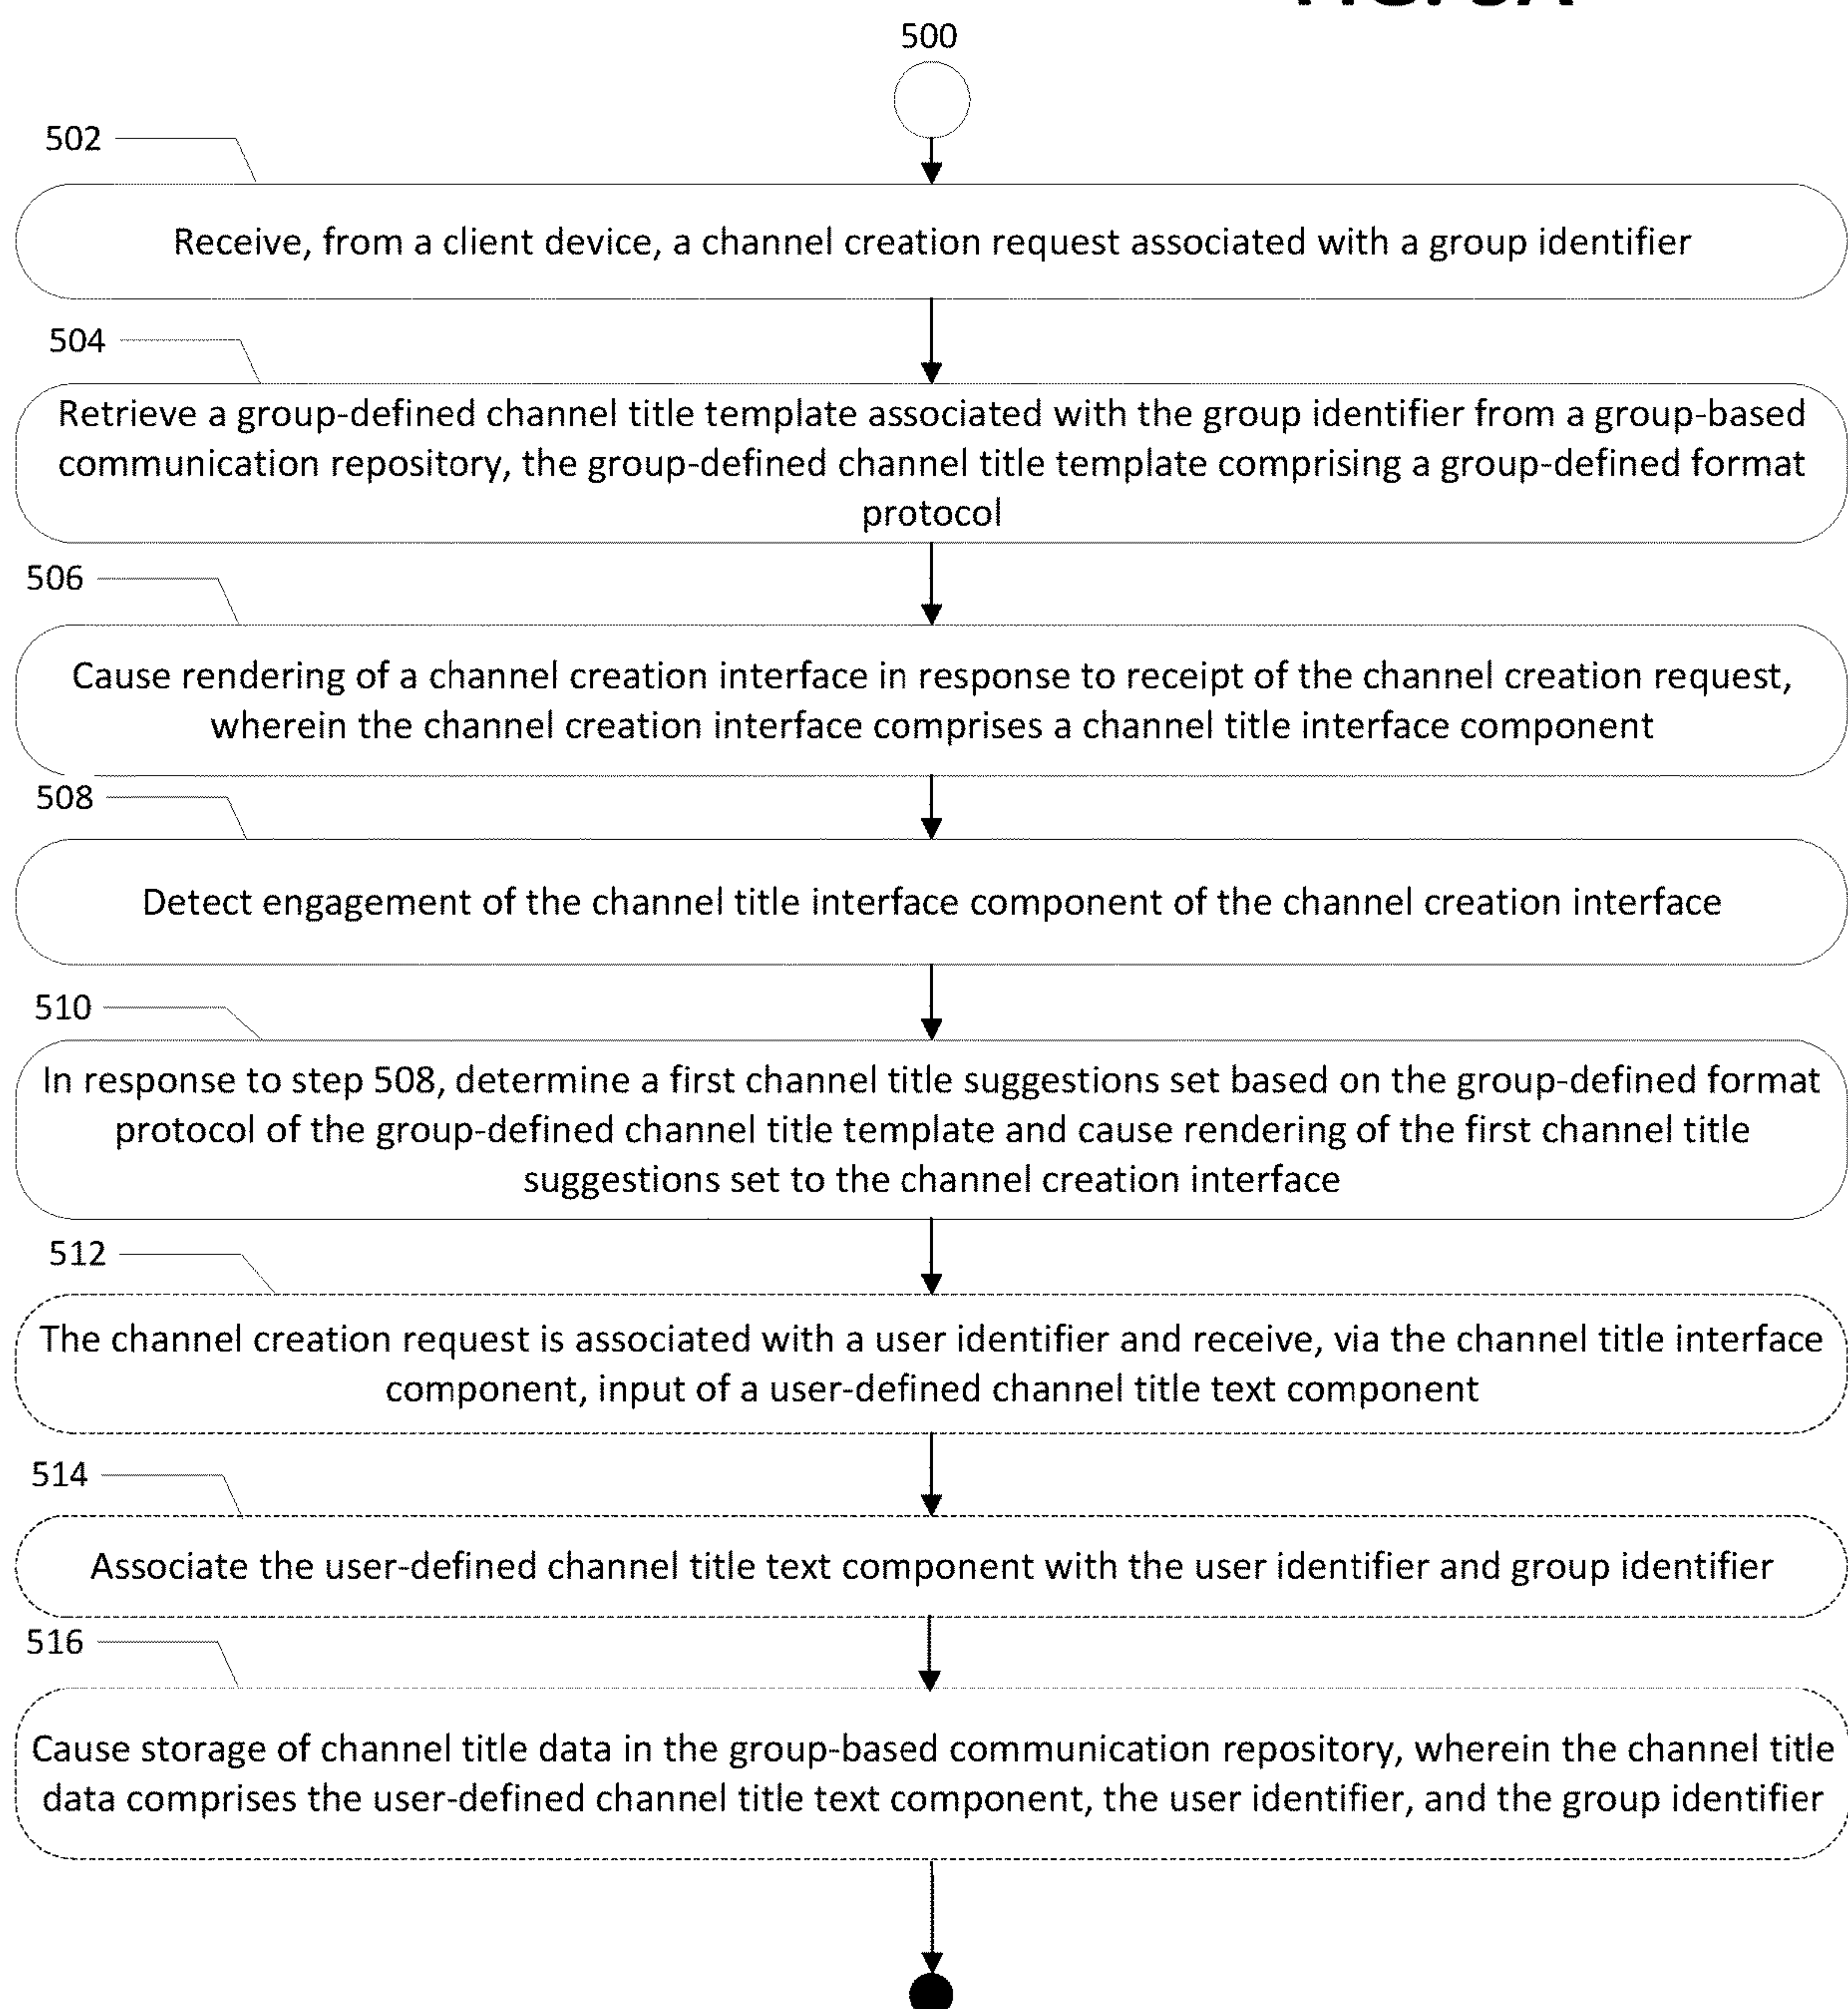 500
502
Receive, from a client device, a channel creation request associated with a group identifier
504
Retrieve a group-defined channel title template associated with the group identifier from a group-based
communication repository, the group-defined channel title template comprising a group-defined format
protocol
506
Cause rendering of a channel creation interface in response to receipt of the channel creation request,
wherein the channel creation interface comprises a channel title interface component
508
Detect engagement of the channel title interface component of the channel creation interface
510
In response to step 508, determine a first channel title suggestions set based on the group-defined format
protocol of the group-defined channel title template and cause rendering of the first channel title
suggestions set to the channel creation interface
512
The channel creation request is associated with a user identifier and receive, via the channel title interface
component, input of a user-defined channel title text component
514
Associate the user-defined channel title text component with the user identifier and group identifier
516
Cause storage of channel title data in the group-based communication repository, wherein the channel title
data comprises the user-defined channel title text component, the user identifier, and the group identifier